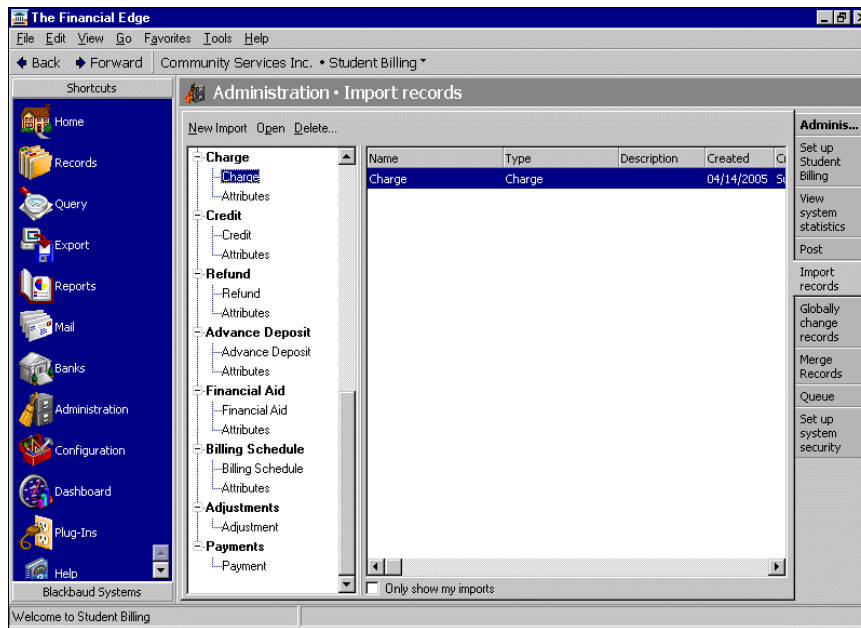 The Financial Edge
File Edit View Go Favorites Tools Help
Back Forward Community Services Inc. • Student Billing
Shortcuts
Home
Records
Query
Export
Reports
Mail
Banks
Administration
Configuration
Dashboard
Plug-Ins
Help
Blackbaud Systems
Administration • Import records
New Import Open Delete...
Charge
Charge
Attributes
Credit
Credit
Attributes
Refund
Refund
Attributes
Advance Deposit
Advance Deposit
Attributes
Financial Aid
Financial Aid
Attributes
Billing Schedule
Billing Schedule
Attributes
Adjustments
Adjustment
Payments
Payment
Name Type Description Created
Charge Charge 04/14/2005
Only show my imports
Adminis...
Set up
Student
Billing
View
system
statistics
Post
Import
records
Globally
change
records
Merge
Records
Queue
Set up
system
security
Welcome to Student Billing